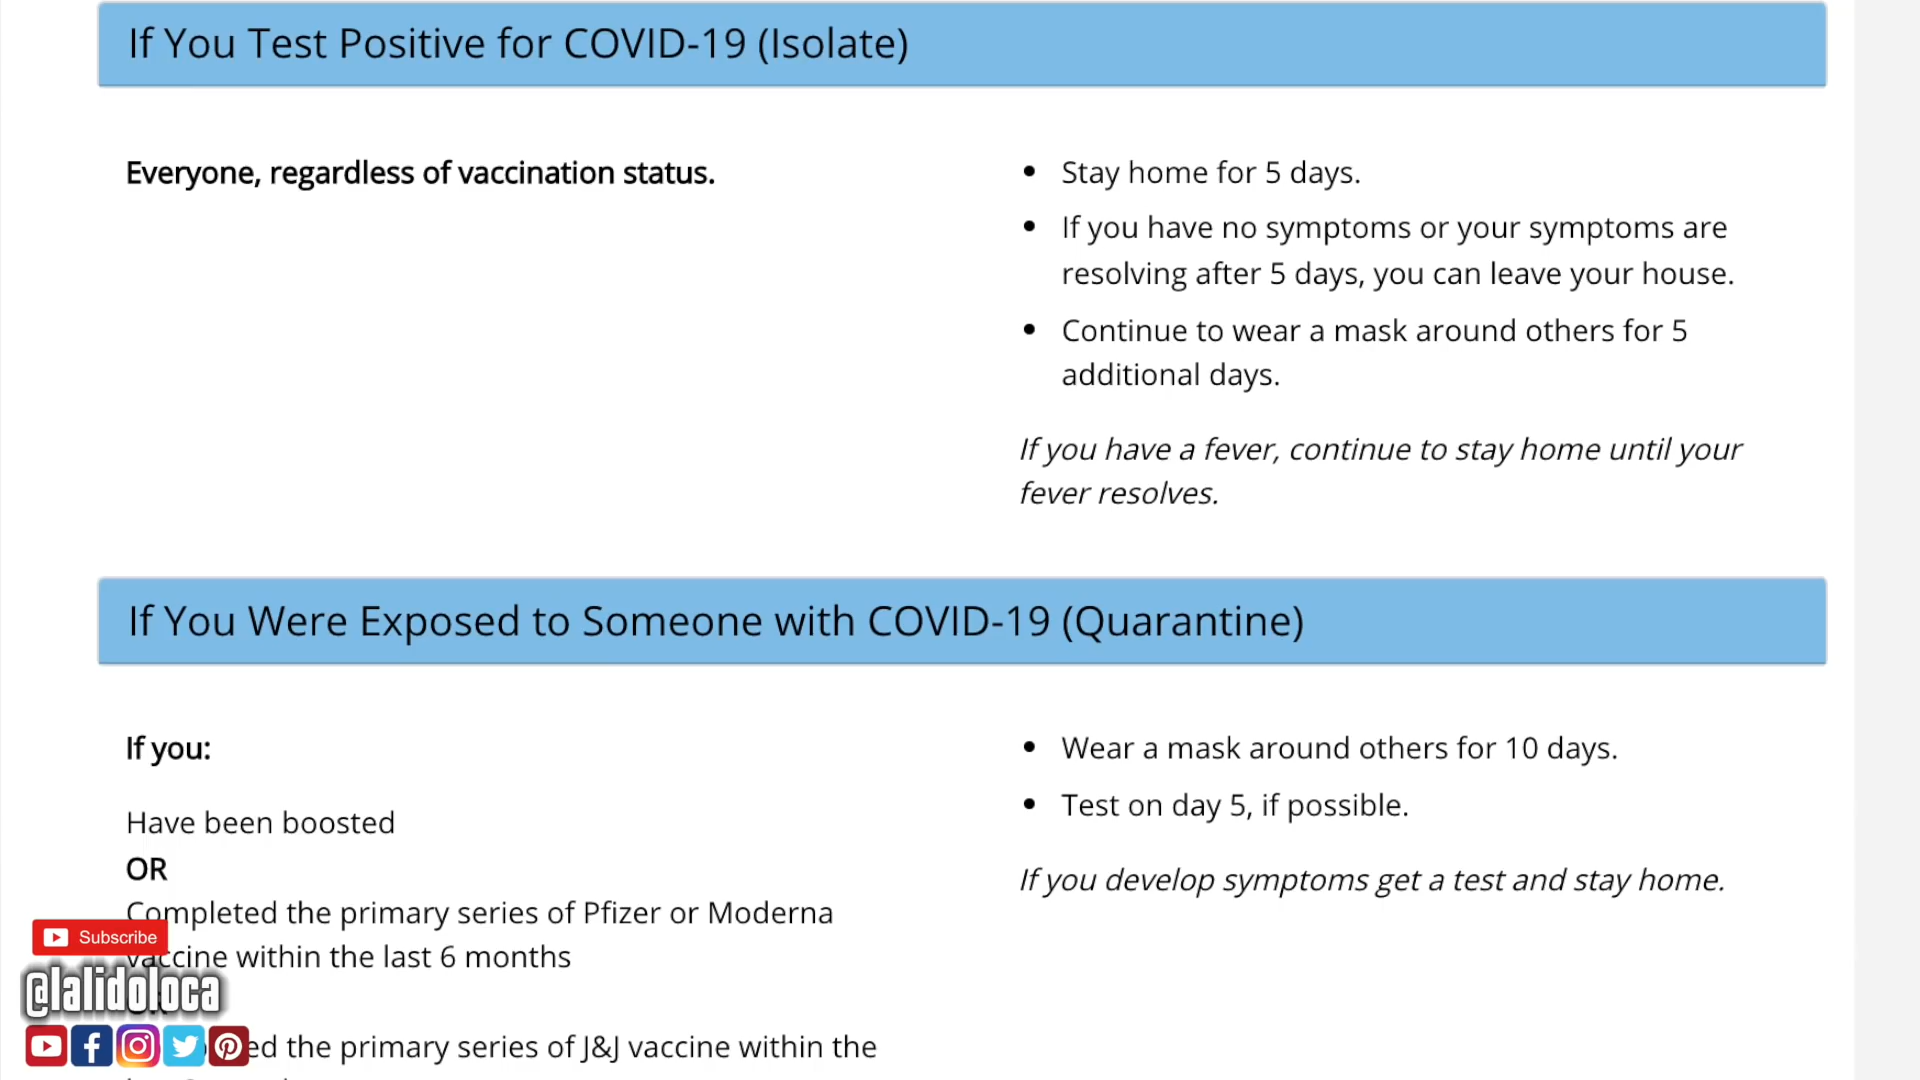 If You Test Positive for COVID-19 (Isolate)
Everyone, regardless of vaccination status.
• Stay home for 5 days.
• If you have no symptoms or your symptoms are
resolving after 5 days, you can leave your house.
• Continue to wear a mask around others for 5
additional days.
If you have a fever, continue to stay home until your
fever resolves.
If You Were Exposed to Someone with COVID-19 (Quarantine)
If you:
Have been boosted
OR
Completed the primary series of Pfizer or Moderna
vaccine within the last 6 months
the primary series of J&J vaccine within the
• Wear a mask around others for 10 days.
• Test on day 5, if possible.
If you develop symptoms get a test and stay home.
Subscribe
@lalidoloca